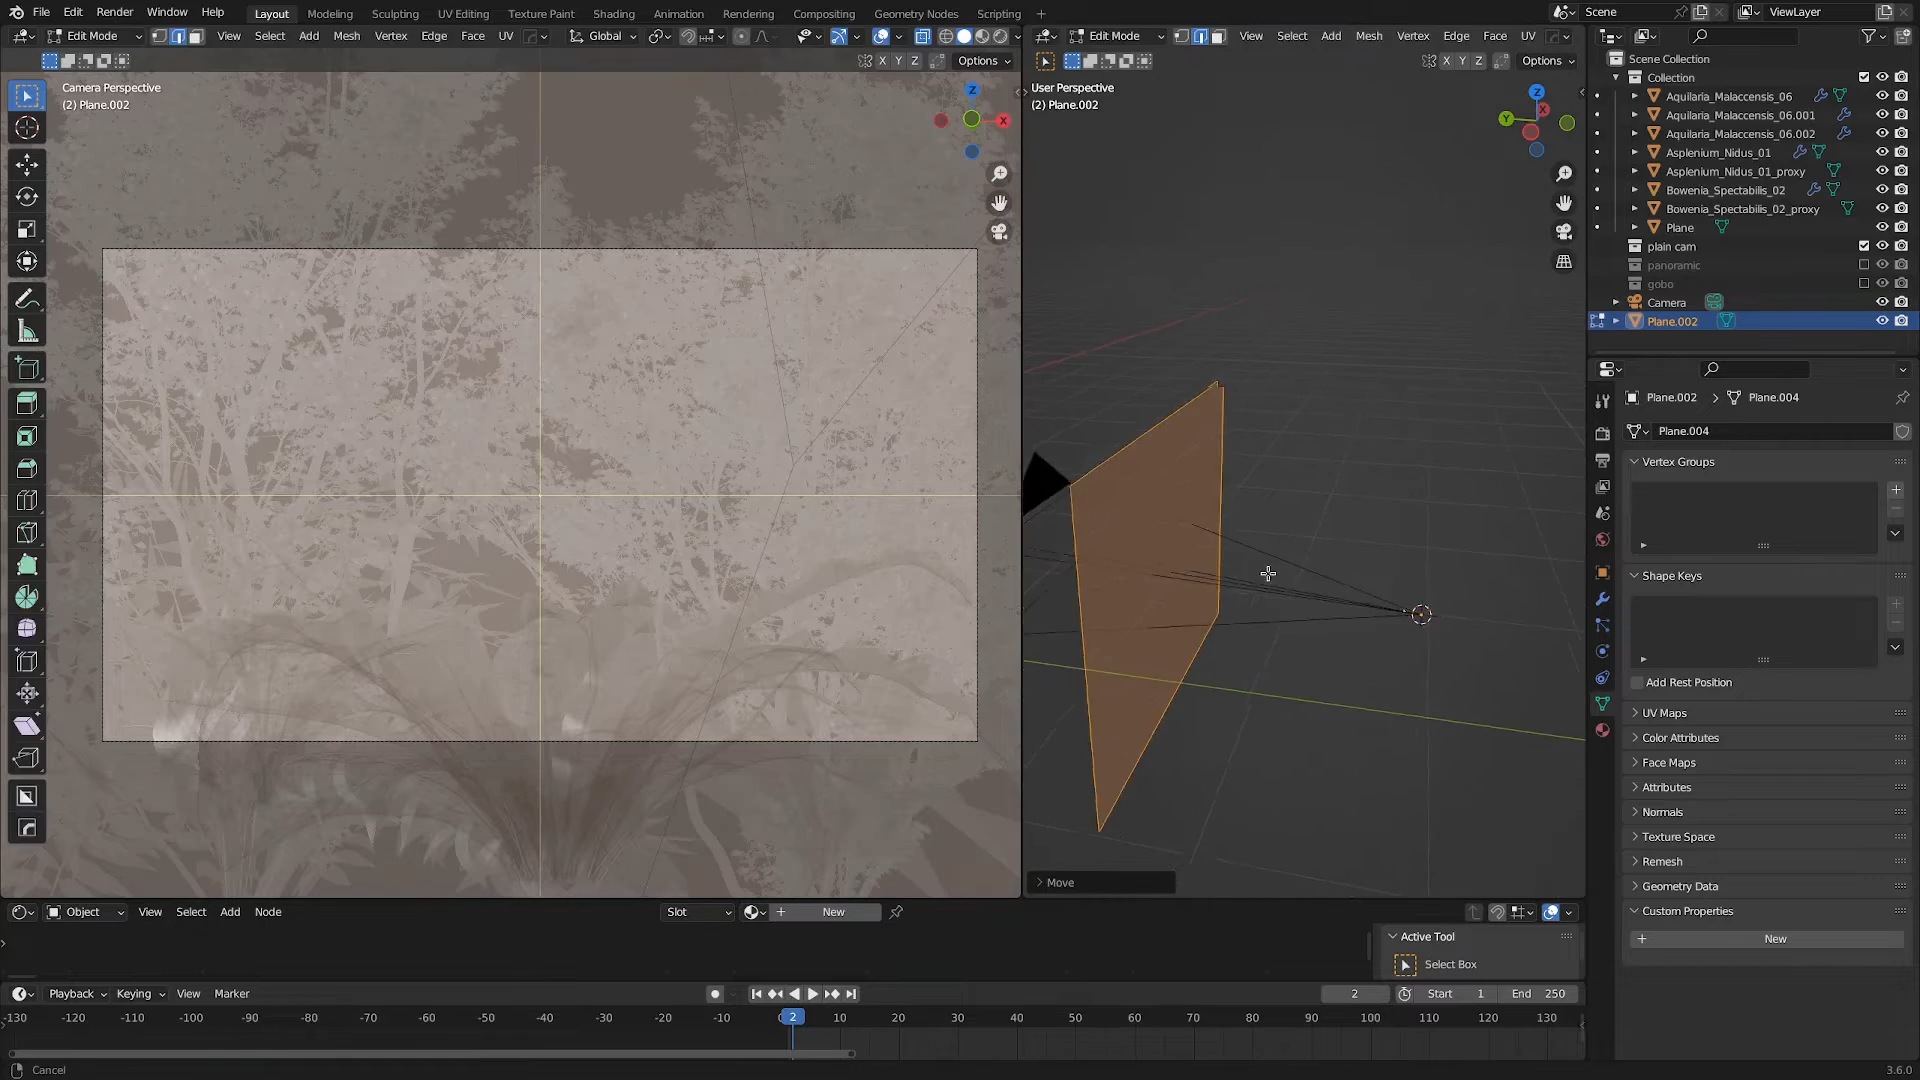 File Edit Render Window Help Layout Modeling Sculpting UV Editing Texture Paint Shading Animation Rendering Compositing Geometry Nodes Scripting + Scene ViewLayer
Edit Mode View Select Add Mesh Vertex Edge Face UV Global
Edit Mode View Select Add Mesh Vertex Edge Face UV
X Y Z Options
X Y Z Options
Camera Perspective
(2) Plane.002
Z
X
User Perspective
(2) Plane.002
Z
X
Y
Move
Scene Collection
Collection
Aquilaria_Malaccensis_06
Aquilaria_Malaccensis_06.001
Aquilaria_Malaccensis_06.002
Asplenium_Nidus_01
Asplenium_Nidus_01_proxy
Bowenia_Spectabilis_02
Bowenia_Spectabilis_02_proxy
Plane
plain cam
panoramic
gobo
Camera
Plane.002
Plane.002 > Plane.004
Plane.004
Vertex Groups
Shape Keys
Add Rest Position
UV Maps
Color Attributes
Face Maps
Attributes
Normals
Texture Space
Remesh
Geometry Data
Custom Properties
+ New
Object View Select Add Node Slot + New
Active Tool
Select Box
Playback Keying View Marker 2 Start 1 End 250
-130 -120 -110 -100 -90 -80 -70 -60 -50 -40 -30 -20 -10 2 10 20 30 40 50 60 70 80 90 100 110 120 130
Cancel 3.6.0